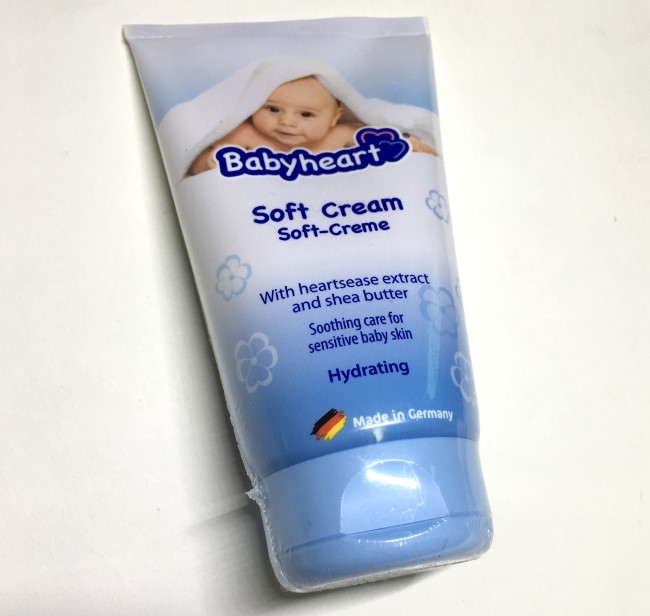 Babyheart
Soft Cream
Soft-Creme
With heartsease extract
and shea butter
Soothing care for
sensitive baby skin
Hydrating
Made in Germany